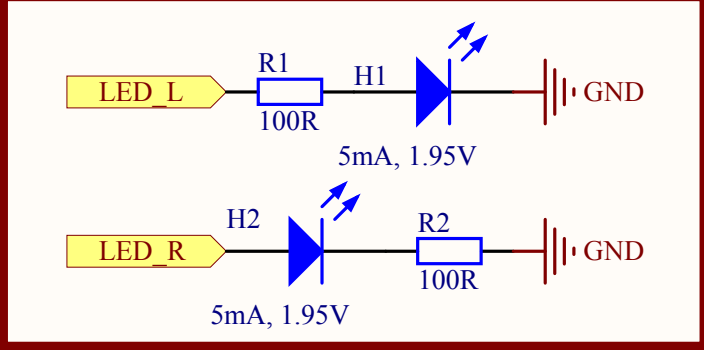 R1
H1
LED_L
GND
100R
5mA, 1.95V
H2
R2
LED_R
GND
100R
5mA, 1.95V